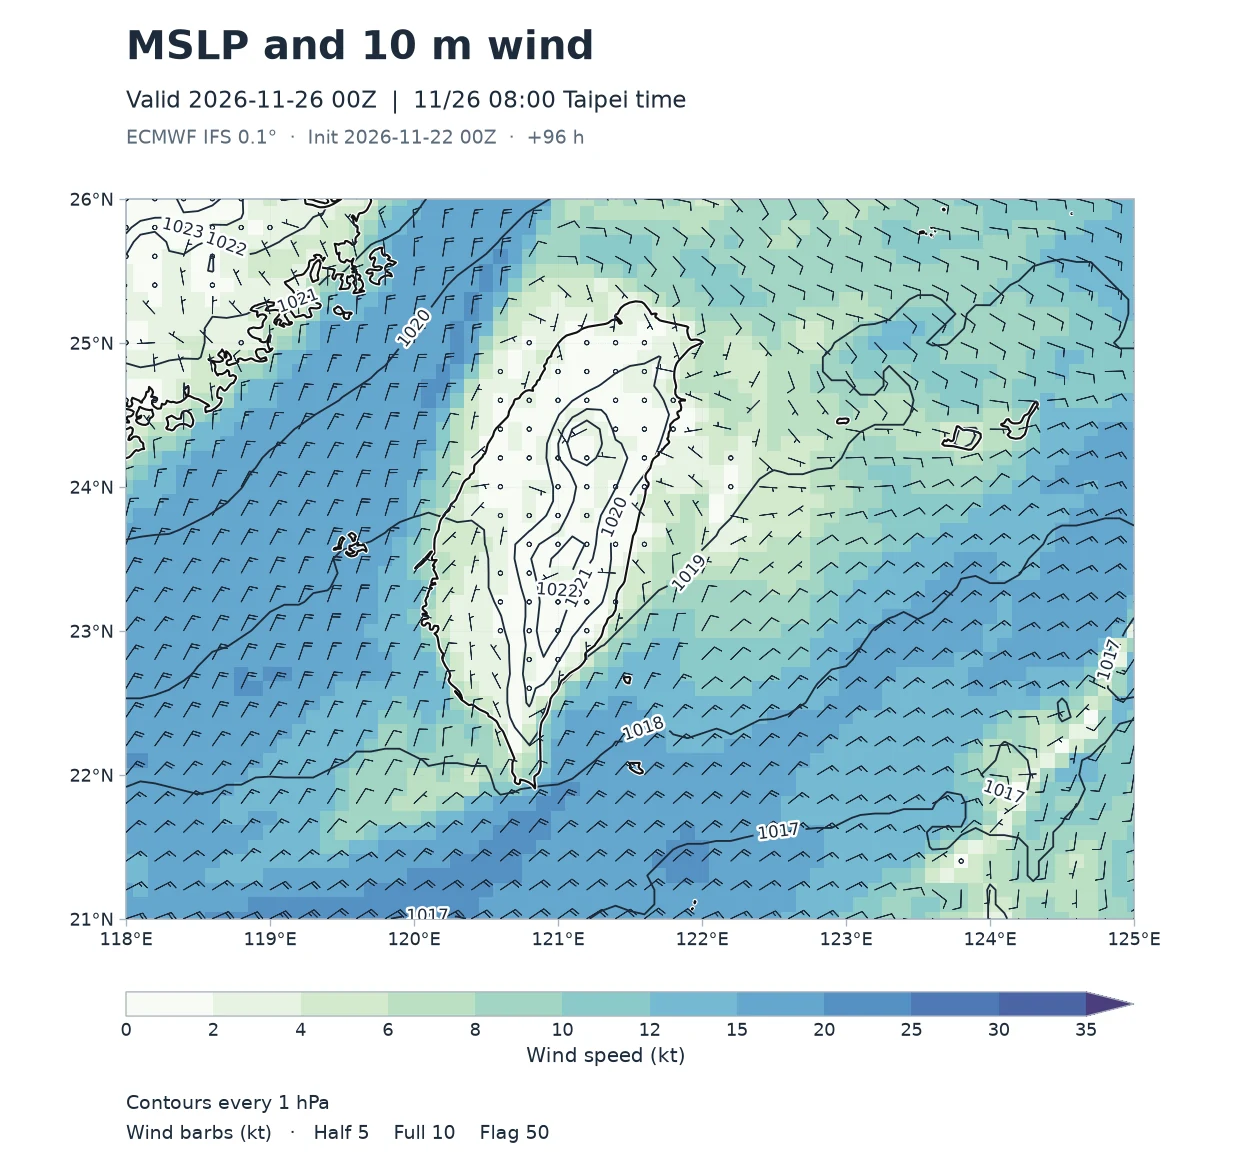 MSLP and 10 m wind
Valid 2026-11-26 00Z | 11/26 08:00 Taipei time
ECMWF IFS 0.1° · Init 2026-11-22 00Z · +96 h
26°N
1023
1022
1021
1020
25°N
24°N
1020
1019
1022
1021
23°N
1017
1018
22°N
1017
1017
1017
21°N
118°E 119°E 120°E 121°E 122°E 123°E 124°E 125°E
0 2 4 6 8 10 12 15 20 25 30 35
Wind speed (kt)
Contours every 1 hPa
Wind barbs (kt) · Half 5 Full 10 Flag 50